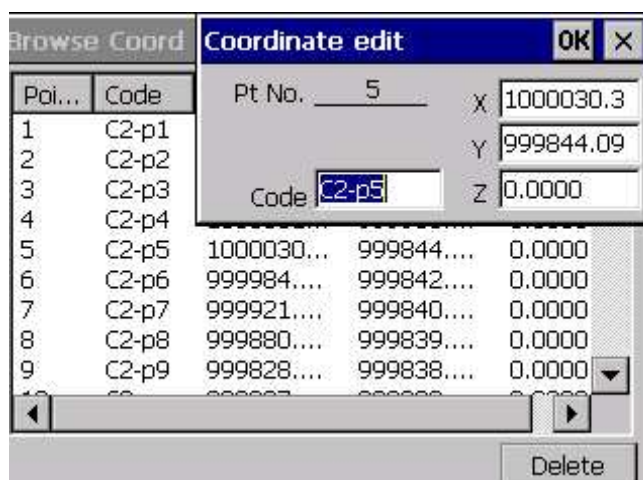 Browse Coord
Coordinate edit OK
Poi... Code
Pt No. 5
X 1000030.3
Y 999844.09
Code C2-p5
Z 0.0000
1 C2-p1
2 C2-p2
3 C2-p3
4 C2-p4
5 C2-p5 1000030... 999844.... 0.0000
6 C2-p6 999984.... 999842.... 0.0000
7 C2-p7 999921.... 999840.... 0.0000
8 C2-p8 999880.... 999839.... 0.0000
9 C2-p9 999828.... 999838.... 0.0000
Delete